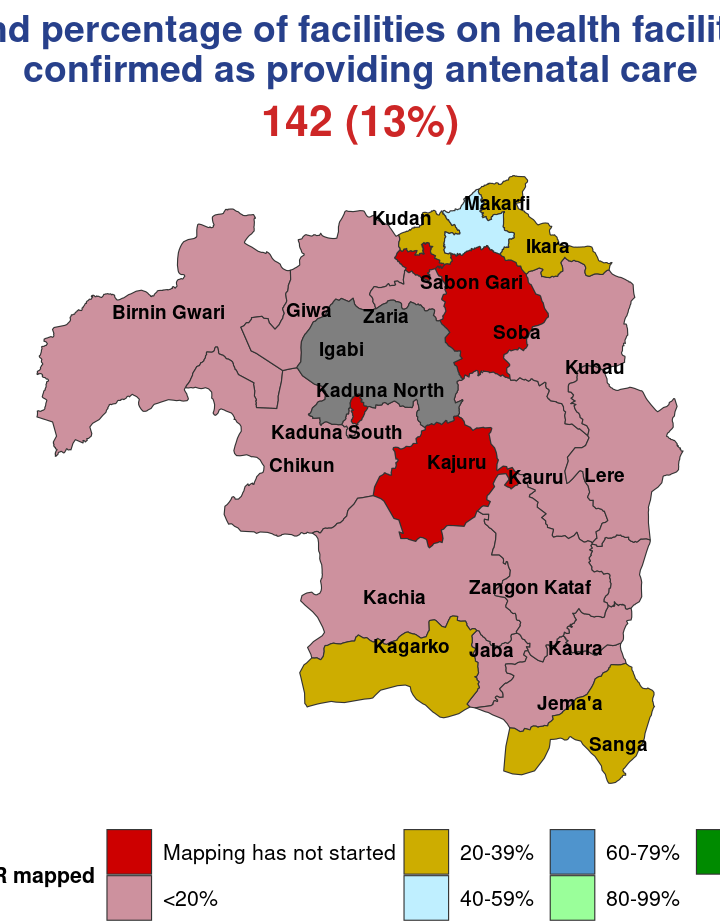 nd percentage of facilities on health facilit
confirmed as providing antenatal care
142 (13%)
Makarfi
Kudan
Ikara
Sabon Gari
Birnin Gwari
Giwa
Zaria
Soba
Igabi
Kubau
Kaduna North
Kaduna South
Chikun
Kajuru
Kauru
Lere
Kachia
Zangon Kataf
Kagarko
Jaba
Kaura
Jema'a
Sanga
R mapped
Mapping has not started
20-39%
60-79%
<20%
40-59%
80-99%